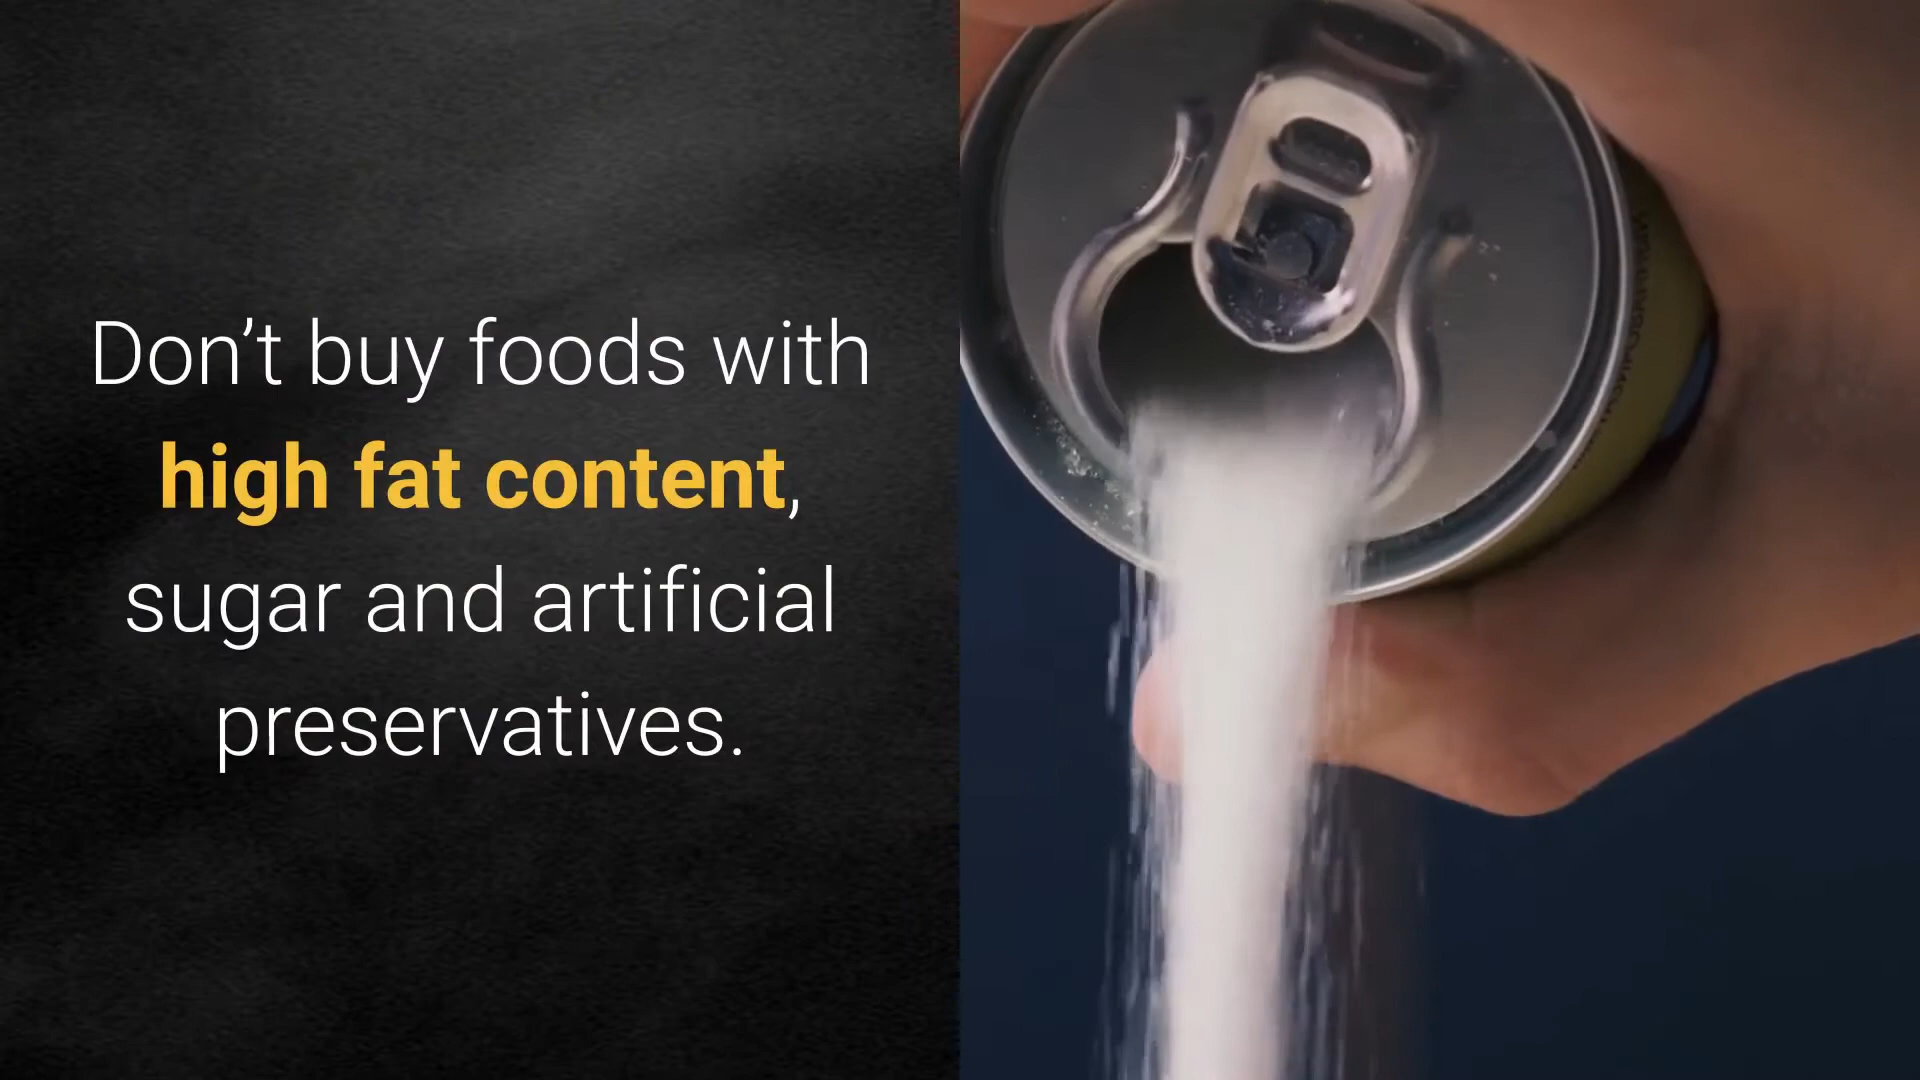 Don’t buy foods with
high fat content,
sugar and artificial
preservatives.